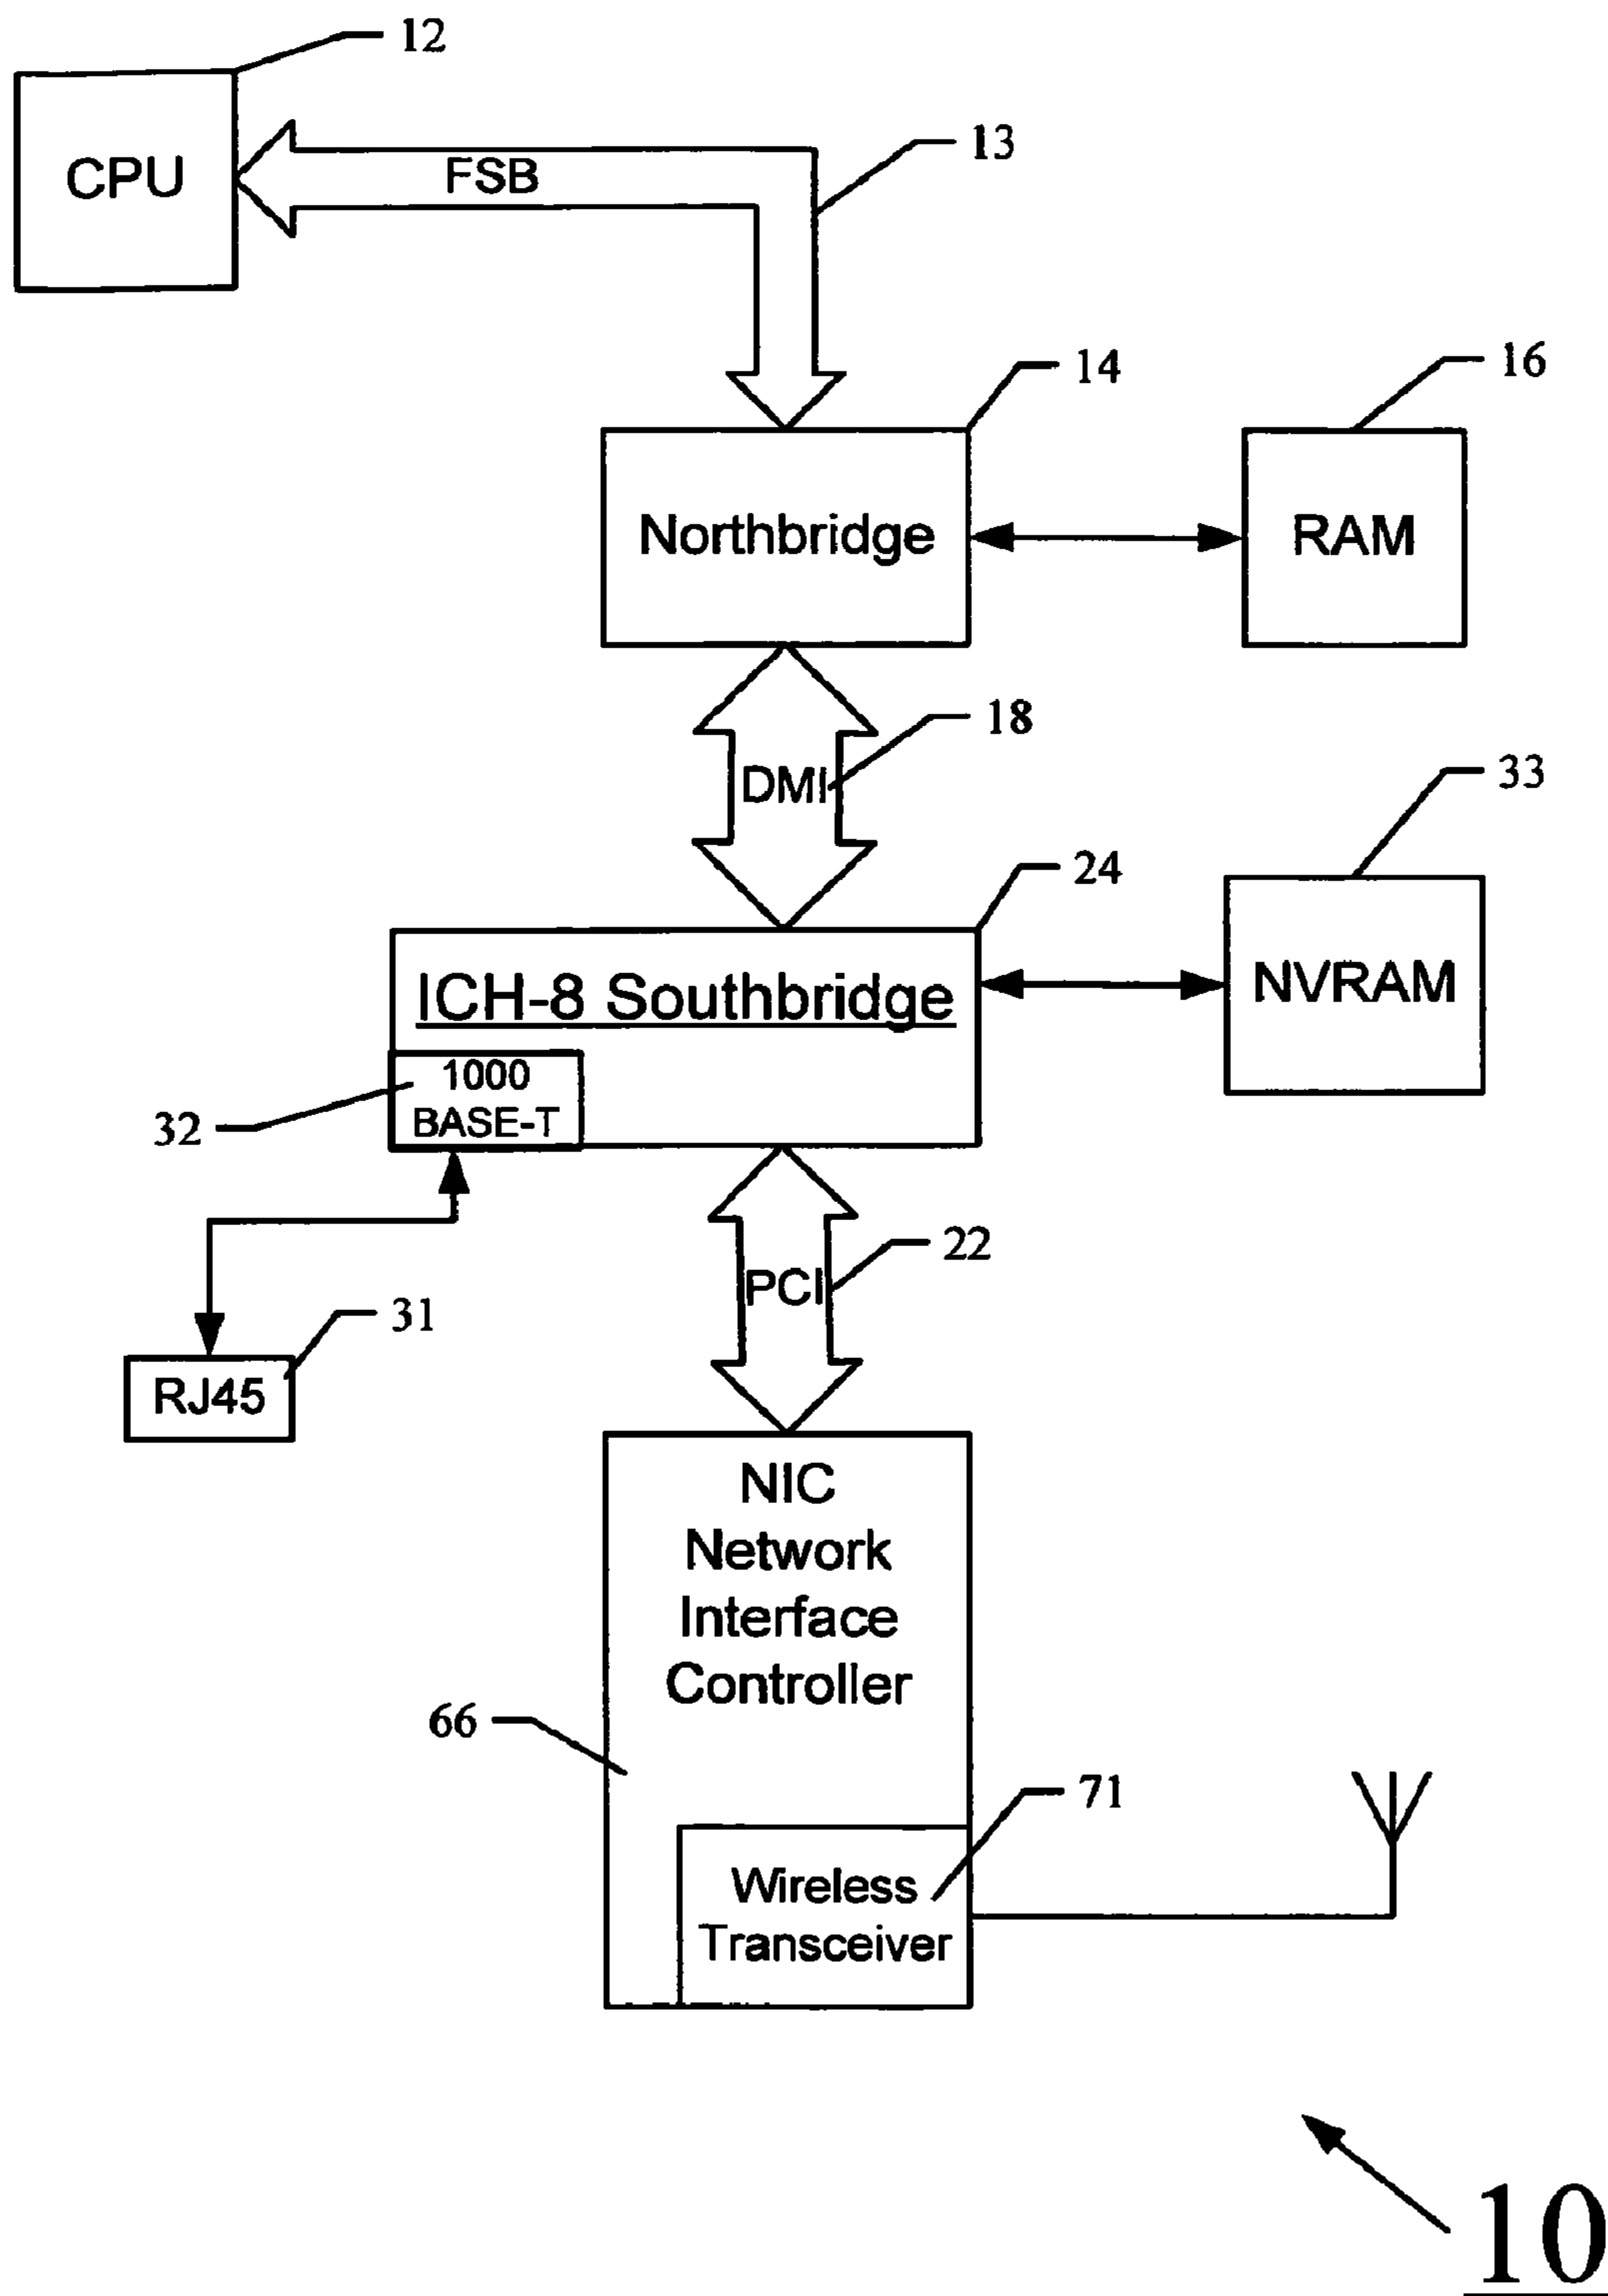 12
CPU
FSB
13
14
16
Northbridge
RAM
18
DMI
33
24
ICH-8 Southbridge
NVRAM
1000
BASE-T
32
22
PCI
31
RJ45
NIC
Network
Interface
Controller
66
71
Wireless
Transceiver
10